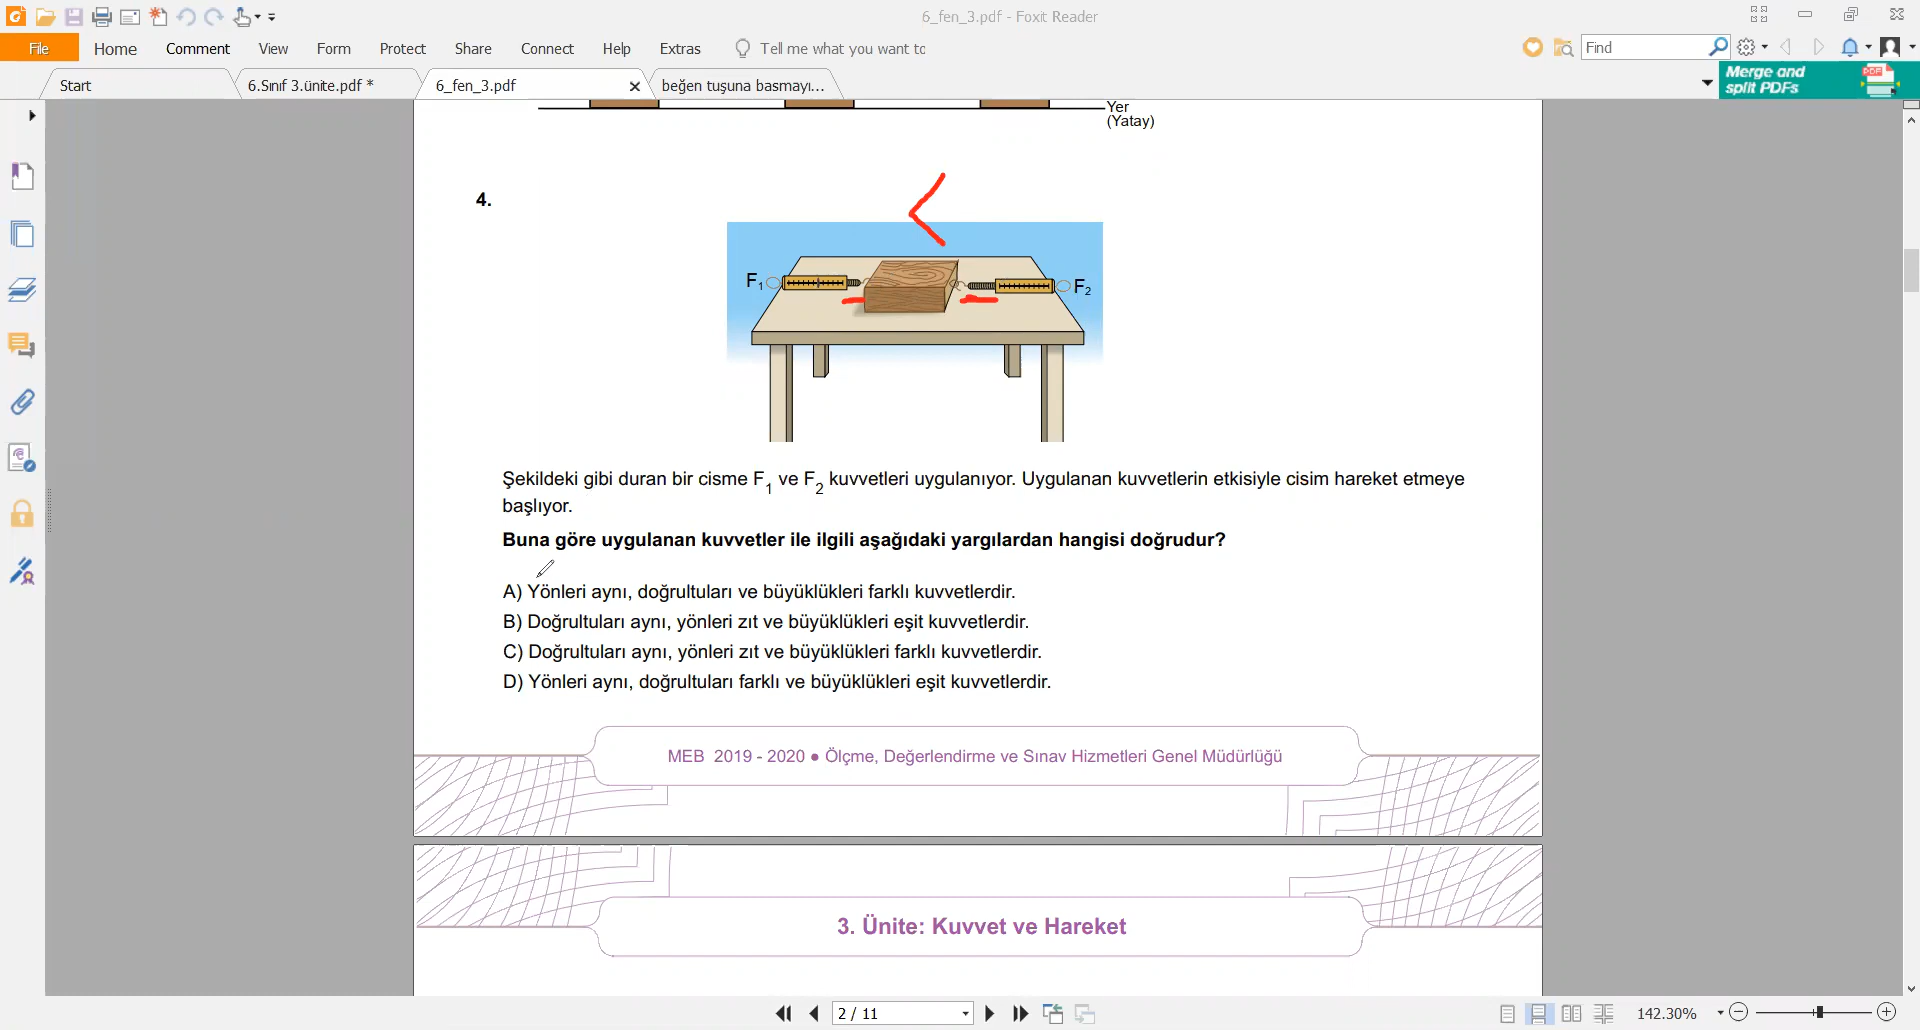 6_fen_3.pdf - Foxit Reader
File Home Comment View Form Protect Share Connect Help Extras Tell me what you want to Find
Start 6.Sınıf 3.ünite.pdf * 6_fen_3.pdf beğen tuşuna basmayı... Merge and split PDFs
PDF
Yer
(Yatay)
4.
F1 F2
Şekildeki gibi duran bir cisme F1 ve F2 kuvvetleri uygulanıyor. Uygulanan kuvvetlerin etkisiyle cisim hareket etmeye
başlıyor.
Buna göre uygulanan kuvvetler ile ilgili aşağıdaki yargılardan hangisi doğrudur?
A) Yönleri aynı, doğrultuları ve büyüklükleri farklı kuvvetlerdir.
B) Doğrultuları aynı, yönleri zıt ve büyüklükleri eşit kuvvetlerdir.
C) Doğrultuları aynı, yönleri zıt ve büyüklükleri farklı kuvvetlerdir.
D) Yönleri aynı, doğrultuları farklı ve büyüklükleri eşit kuvvetlerdir.
MEB 2019 - 2020 ● Ölçme, Değerlendirme ve Sınav Hizmetleri Genel Müdürlüğü
3. Ünite: Kuvvet ve Hareket
2 / 11 142.30%